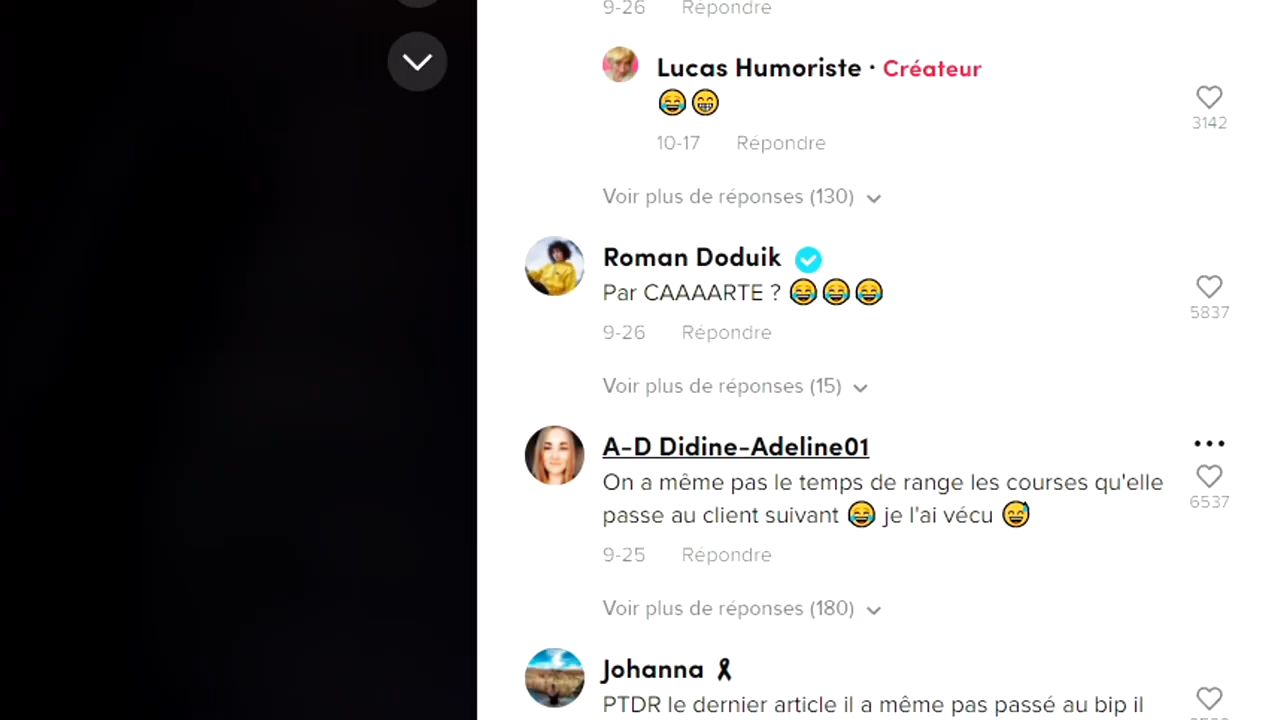 9-26 Répondre
Lucas Humoriste · Créateur
😂😁
3142
10-17 Répondre
Voir plus de réponses (130)
Roman Doduik
Par CAAAARTE ? 😂😂😂
5837
9-26 Répondre
Voir plus de réponses (15)
A-D Didine-Adeline01
On a même pas le temps de range les courses qu'elle
passe au client suivant 😂 je l'ai vécu 😅
6537
9-25 Répondre
Voir plus de réponses (180)
Johanna 🎗
PTDR le dernier article il a même pas passé au bip il